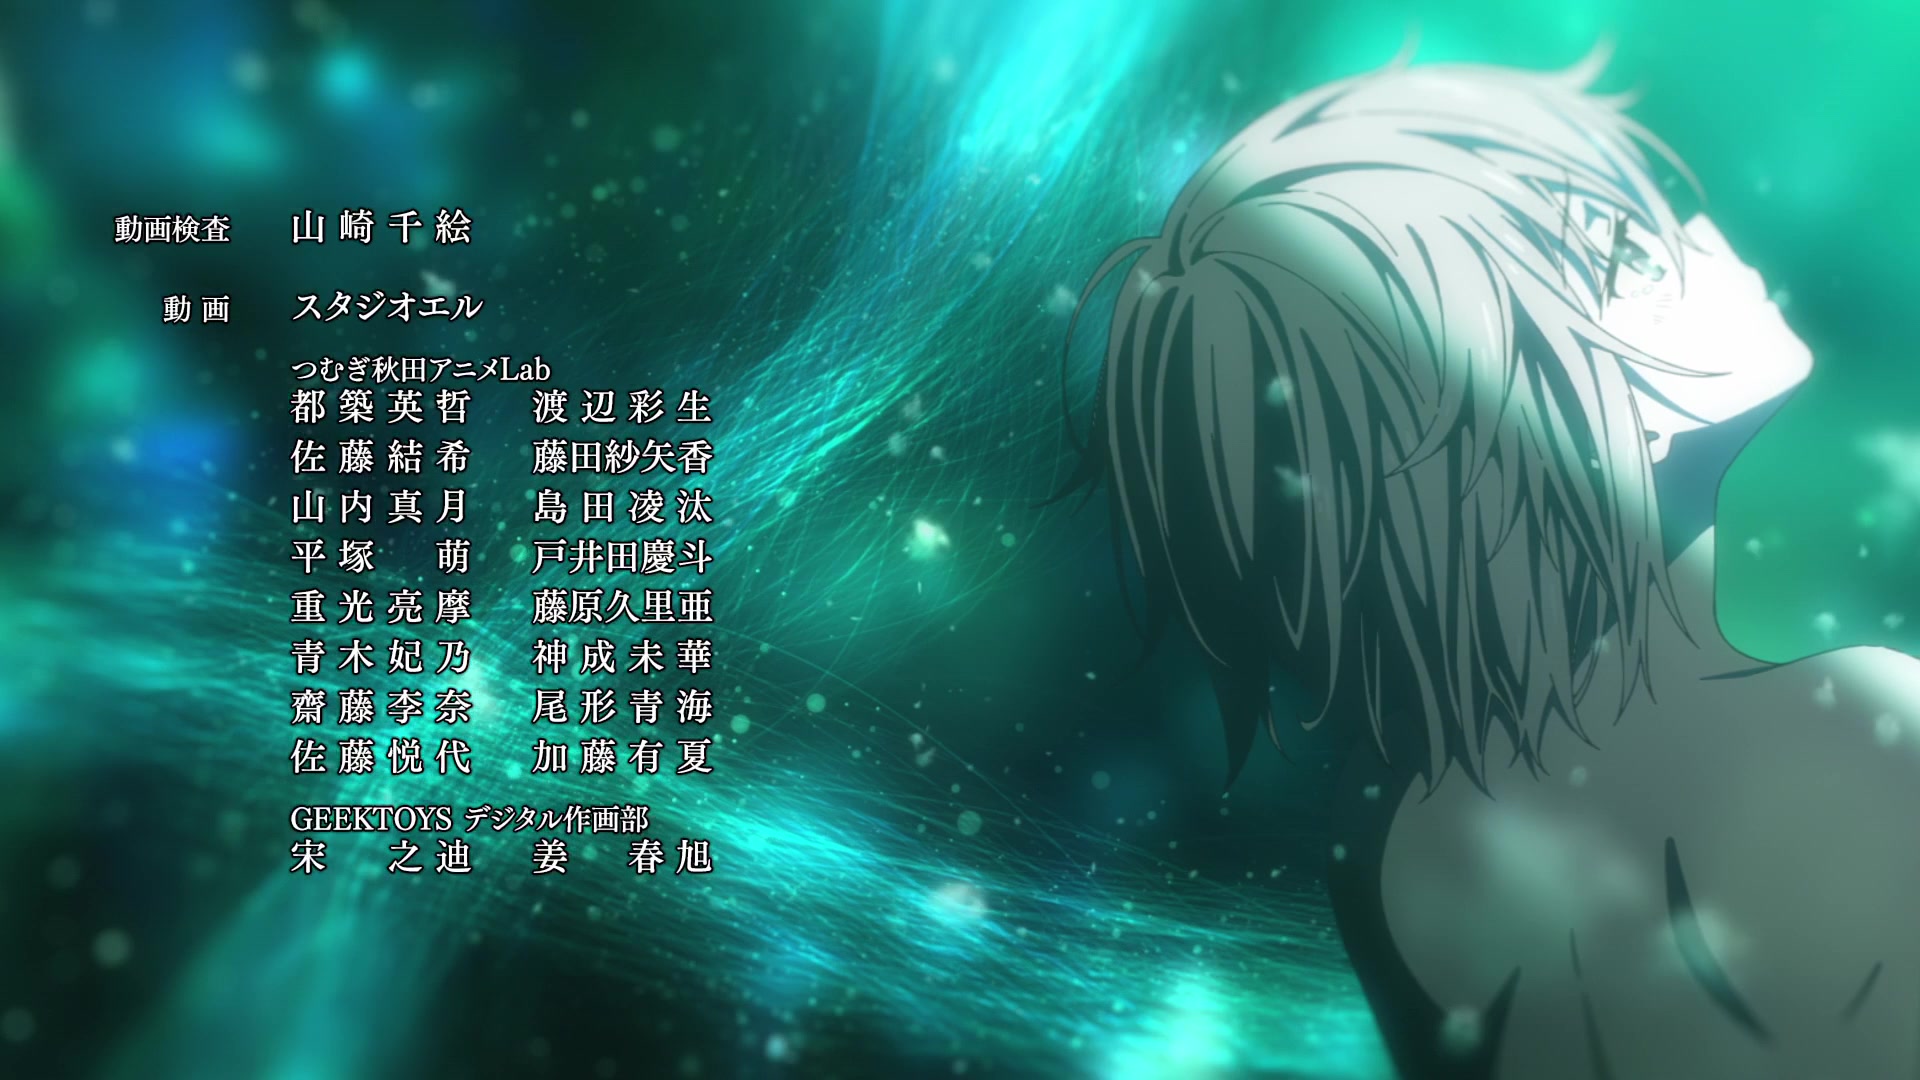 動画検査 山崎千絵
動画 スタジオエル
つむぎ秋田アニメLab
都築英哲 渡辺彩生
佐藤結希 藤田紗矢香
山内真月 島田凌汰
平塚 萌 戸井田慶斗
重光亮摩 藤原久里亜
青木妃乃 神成未華
齋藤李奈 尾形青海
佐藤悦代 加藤有夏
GEEKTOYS デジタル作画部
宋 之迪 姜 春旭